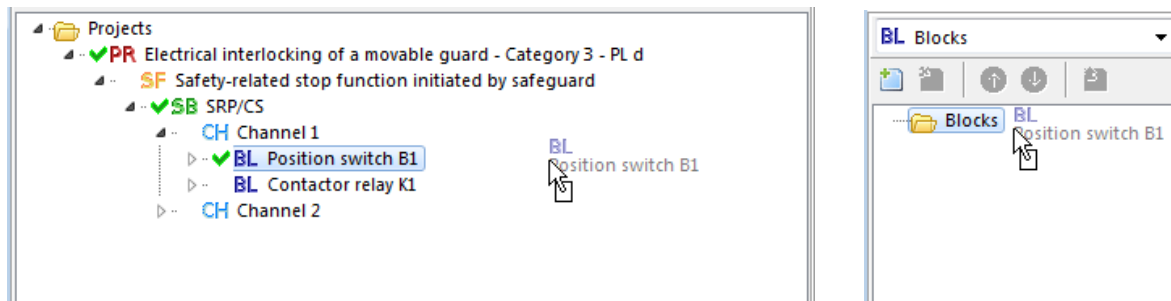 Projects
PR Electrical interlocking of a movable guard - Category 3 - PL d
SF Safety-related stop function initiated by safeguard
SB SRP/CS
CH Channel 1
BL Position switch B1
BL Contactor relay K1
CH Channel 2
BL
Position switch B1
BL Blocks
Blocks
BL
Position switch B1